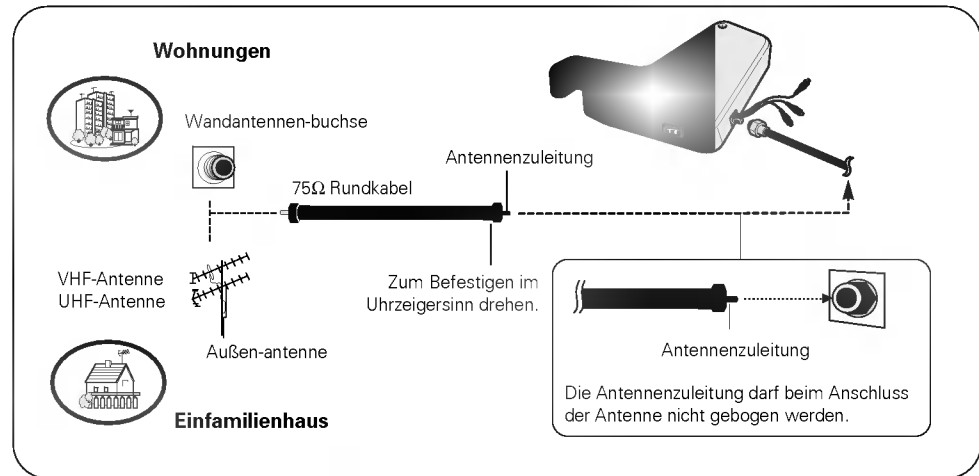 Wohnungen
Wandantennen-buchse
Antennenzuleitung
75Ω Rundkabel
VHF-Antenne
UHF-Antenne
Zum Befestigen im
Uhrzeigersinn drehen.
Außen-antenne
Einfamilienhaus
Antennenzuleitung
Die Antennenzuleitung darf beim Anschluss
der Antenne nicht gebogen werden.